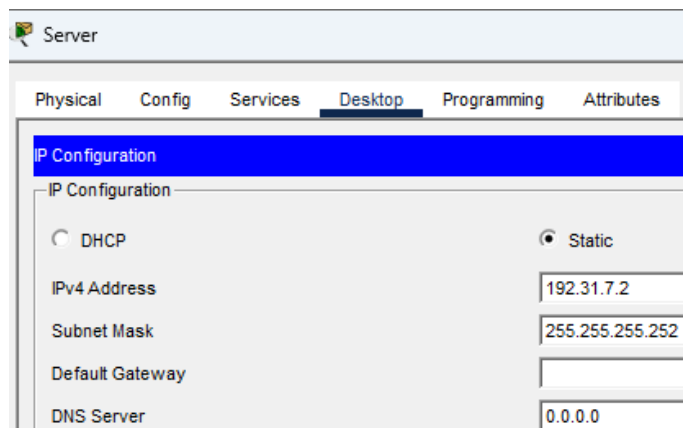 Server
Physical Config Services Desktop Programming Attributes
IP Configuration
IP Configuration
DHCP Static
IPv4 Address 192.31.7.2
Subnet Mask 255.255.255.252
Default Gateway
DNS Server 0.0.0.0